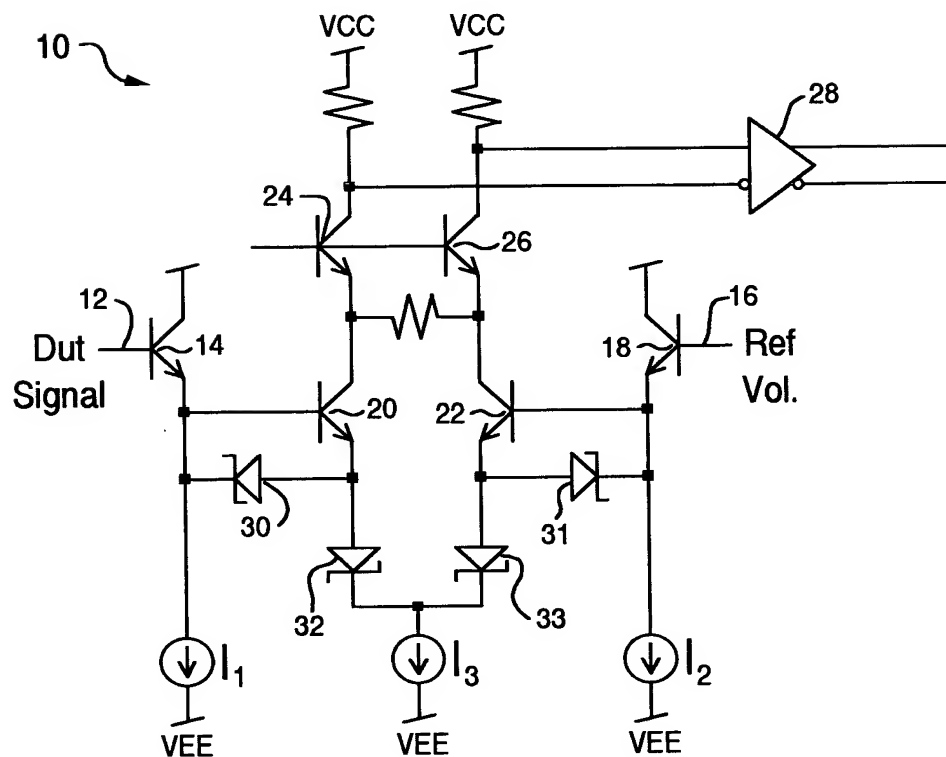 VCC VCC
10
28
24
26
12
14
16
18
Dut
Signal
Ref
Vol.
20
22
30
31
32
33
I1
I3
I2
VEE VEE VEE